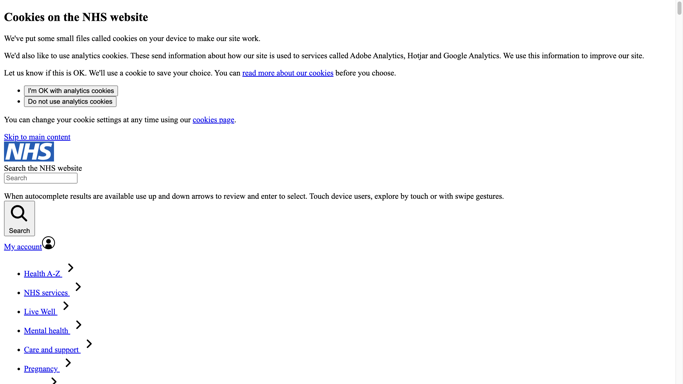 Cookies on the NHS website
We've put some small files called cookies on your device to make our site work.
We'd also like to use analytics cookies. These send information about how our site is used to services called Adobe Analytics, Hotjar and Google Analytics. We use this information to improve our site.
Let us know if this is OK. We'll use a cookie to save your choice. You can read more about our cookies before you choose.
I'm OK with analytics cookies
Do not use analytics cookies
You can change your cookie settings at any time using our cookies page.
Skip to main content
NHS
Search the NHS website
Search
When autocomplete results are available use up and down arrows to review and enter to select. Touch device users, explore by touch or with swipe gestures.
Search
My account
Health A-Z
NHS services
Live Well
Mental health
Care and support
Pregnancy